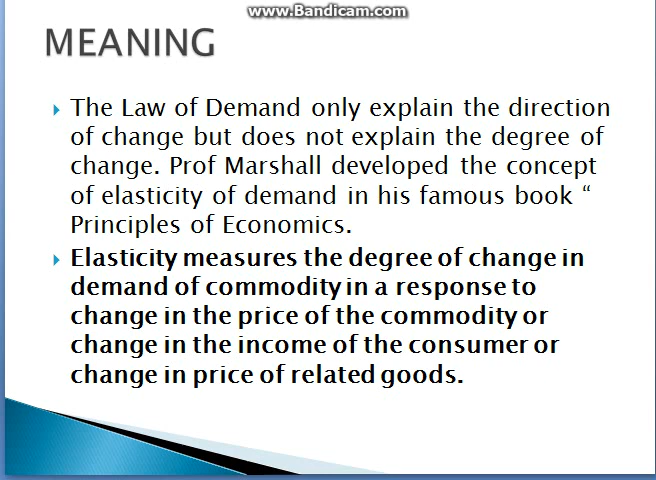 www.Bandicam.com
MEANING
The Law of Demand only explain the direction
of change but does not explain the degree of
change. Prof Marshall developed the concept
of elasticity of demand in his famous book “
Principles of Economics.
Elasticity measures the degree of change in
demand of commodity in a response to
change in the price of the commodity or
change in the income of the consumer or
change in price of related goods.